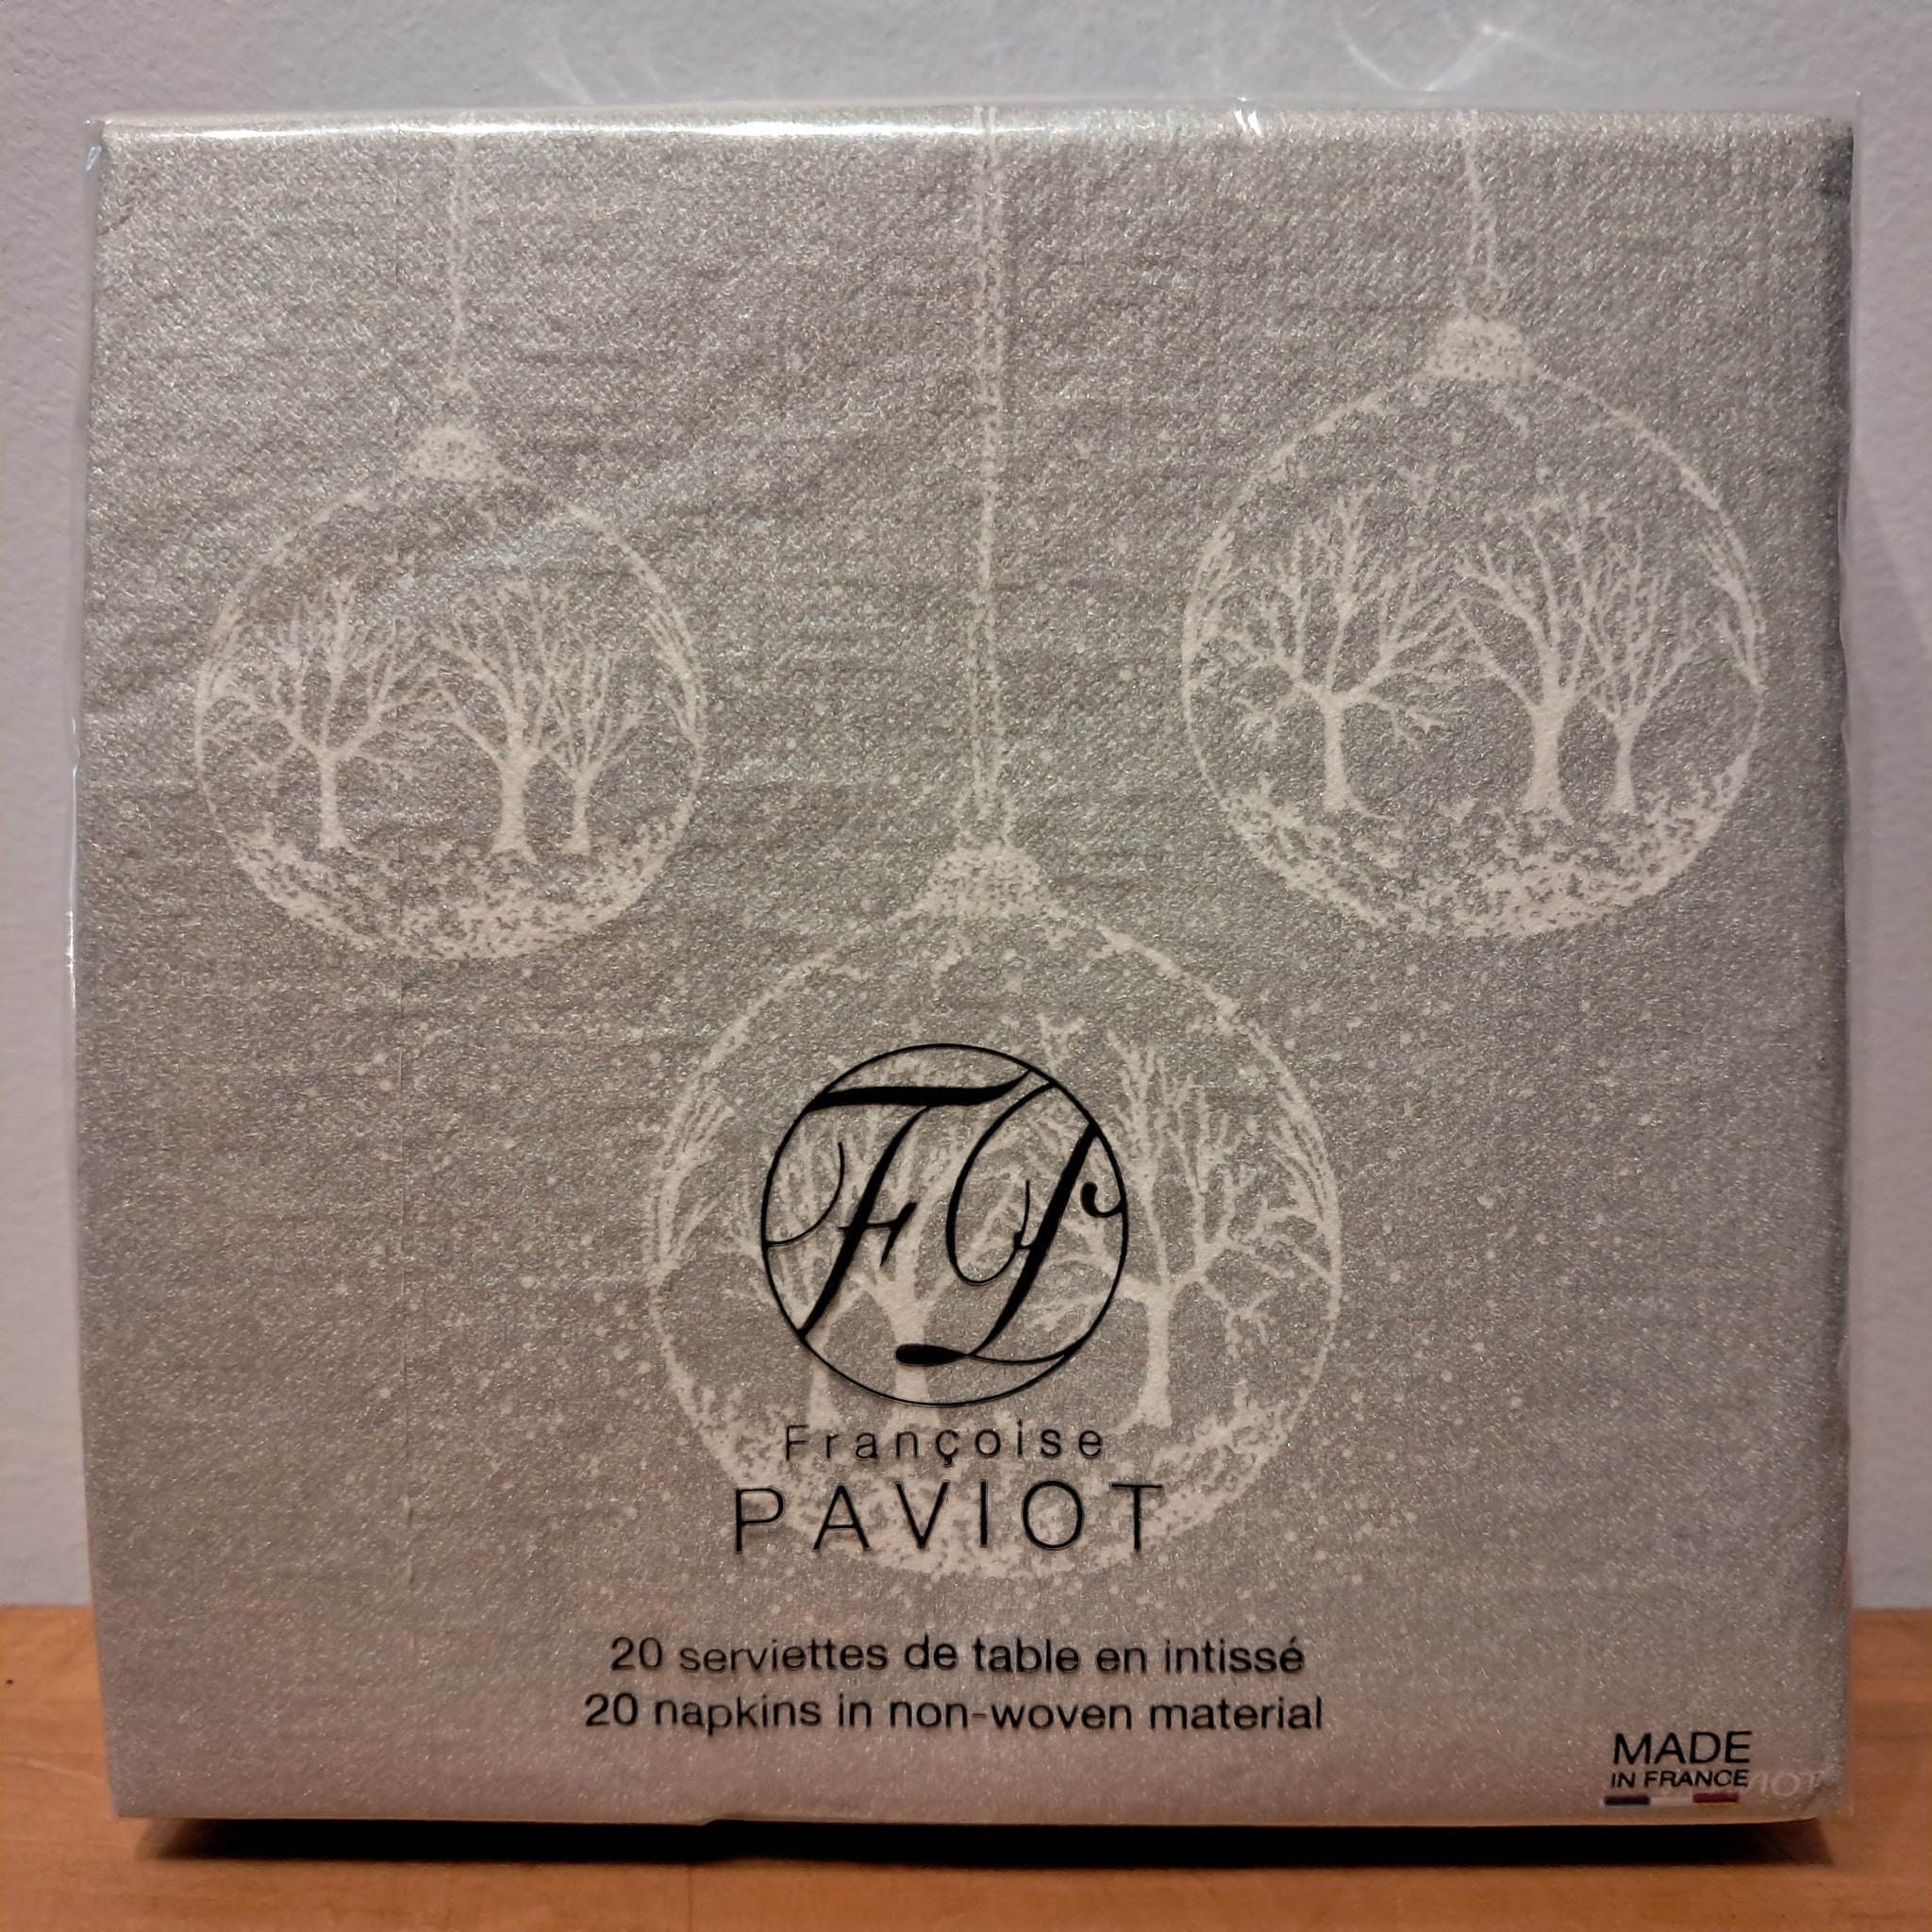 FP
Françoise
PAVIOT
20 serviettes de table en intissé
20 napkins in non-woven material
MADE
IN FRANCE